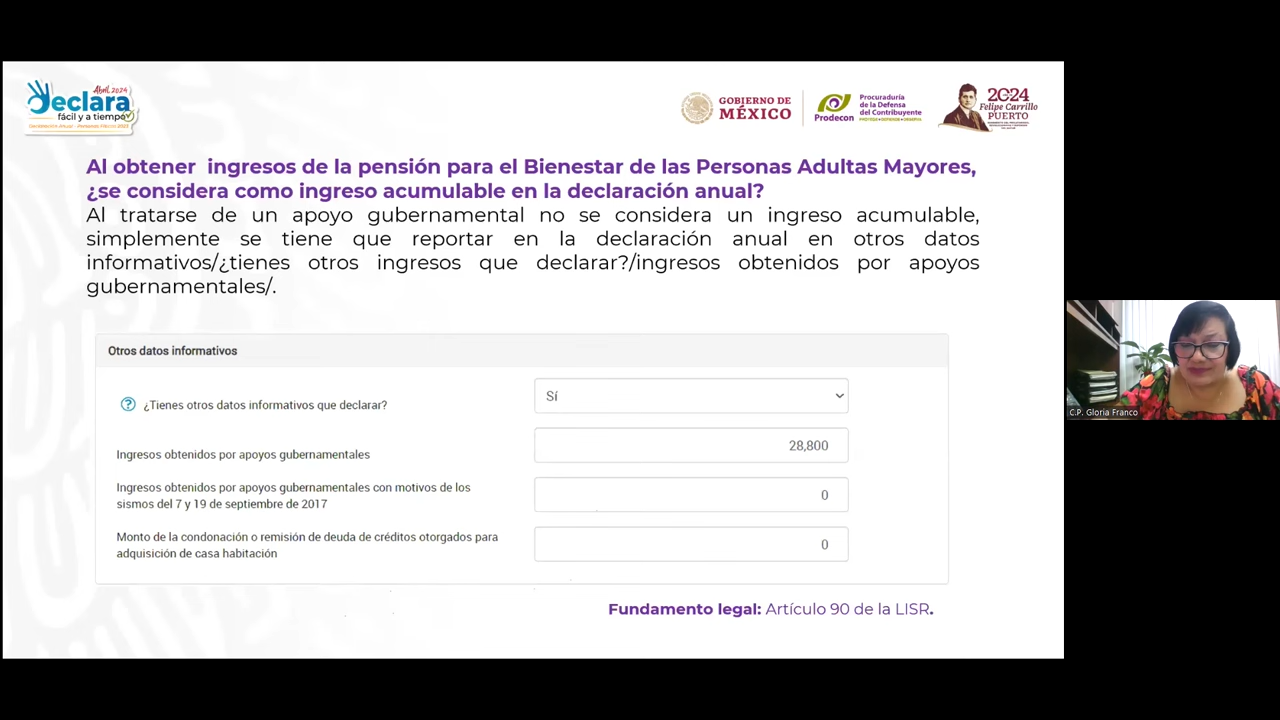 Abril 2024
Declara
fácil y a tiempo
GOBIERNO DE
MÉXICO
Prodecon
Procuraduría
de la Defensa
del Contribuyente
2024
Felipe Carrillo
PUERTO
Al obtener ingresos de la pensión para el Bienestar de las Personas Adultas Mayores,
¿se considera como ingreso acumulable en la declaración anual?
Al tratarse de un apoyo gubernamental no se considera un ingreso acumulable,
simplemente se tiene que reportar en la declaración anual en otros datos
informativos/¿tienes otros ingresos que declarar?/ingresos obtenidos por apoyos
gubernamentales/.
Otros datos informativos
? ¿Tienes otros datos informativos que declarar? Sí
Ingresos obtenidos por apoyos gubernamentales 28,800
Ingresos obtenidos por apoyos gubernamentales con motivos de los
sismos del 7 y 19 de septiembre de 2017 0
Monto de la condonación o remisión de deuda de créditos otorgados para
adquisición de casa habitación 0
Fundamento legal: Artículo 90 de la LISR.
C.P. Gloria Franco